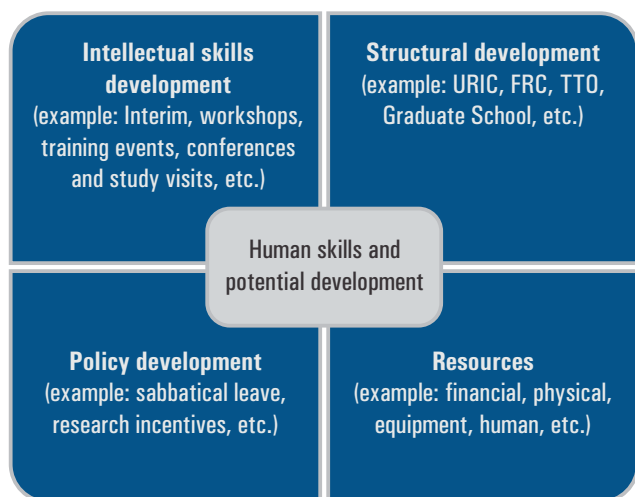 Intellectual skills
development
(example: Interim, workshops,
training events, conferences
and study visits, etc.)
Structural development
(example: URIC, FRC, TTO,
Graduate School, etc.)
Human skills and
potential development
Policy development
(example: sabbatical leave,
research incentives, etc.)
Resources
(example: financial, physical,
equipment, human, etc.)